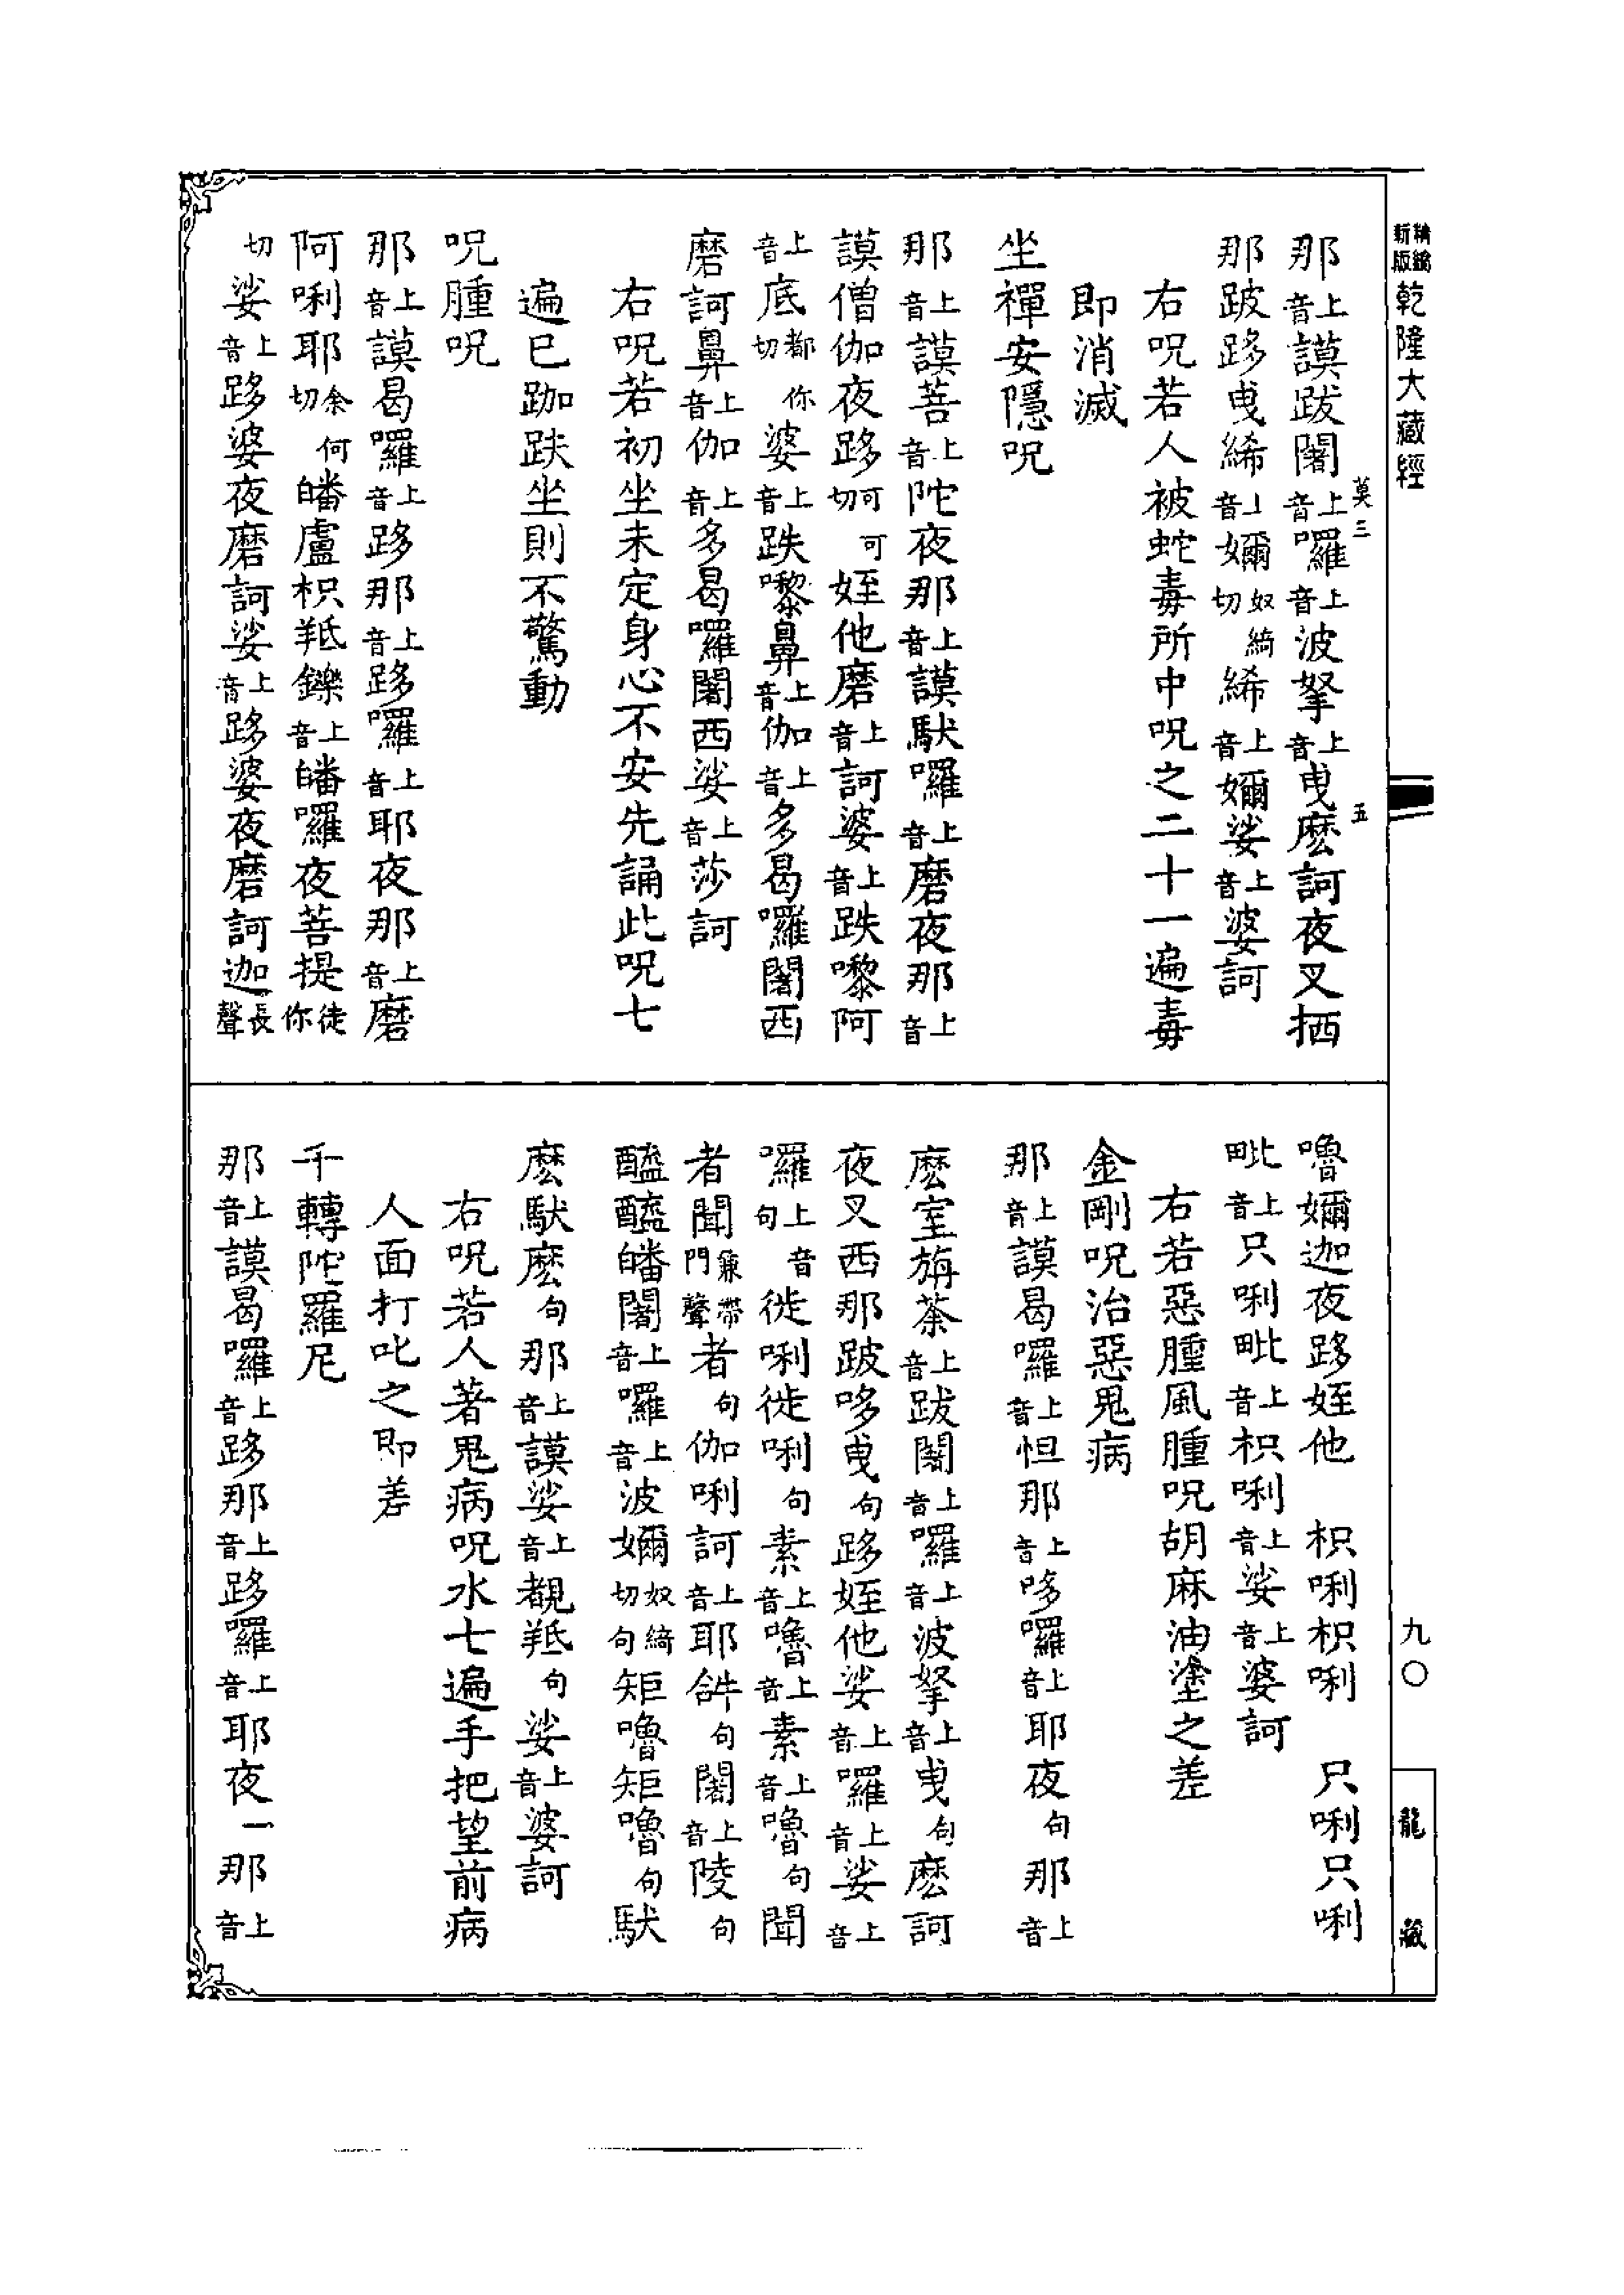 新版乾隆大藏經
莫三 五
那上音謨跋闍上音囉上音波拏上音曳麽訶夜叉拪
那跛跢曳絺上音嬭奴綺切絺上音嬭娑上音婆訶
右呪若人被蛇毒所中呪之二十一遍毒
即消滅
坐禪安隱呪
那上音謨菩上音陀夜那上音謨馱囉上音磨夜那上音
謨僧伽夜跢可可切姪他磨上音訶婆上音跌嚟阿
上音底都你切婆上音跌嚟鼻上音伽上音多曷囉闍西
磨訶鼻上音伽上音多曷囉闍西娑上音莎訶
右呪若初坐未定身心不安先誦此呪七
遍已跏趺坐則不驚動
呪腫呪
那上音謨曷囉上音跢那上音跢囉上音耶夜那上音磨
阿唎耶余何切皤盧枳羝鑠上音皤囉夜菩提徒你
切娑上音跢婆夜磨訶娑上音跢婆夜磨訶迦長聲
嚕嬭迦夜跢姪他 枳唎枳唎 只唎只唎
毗上音只唎毗上音枳唎上音娑上音婆訶
右若惡腫風腫呪胡麻油塗之差
金剛呪治惡鬼病
那上音謨曷囉上音怛那上音哆囉上音耶夜句那上音
麽室旃荼上音跋闍上音囉上音波拏上音曳句麽訶
夜叉西那跛哆曳句跢姪他娑上音囉上音娑上音
囉上音句徙唎徙唎句素上音嚕上音素上音嚕句聞
者聞兼帶門聲者句伽唎訶上音耶𤙖句闍上音陵句
醯醯皤闍上音囉上音波嬭奴綺切句矩嚕矩嚕句馱
麽馱麽句那上音謨娑上音覩羝句娑上音婆訶
右呪若人著鬼病呪水七遍手把望前病
人面打叱之即差
千轉陀羅尼
那上音謨曷囉上音跢那上音跢囉上音耶夜一那上音
九〇
龍藏